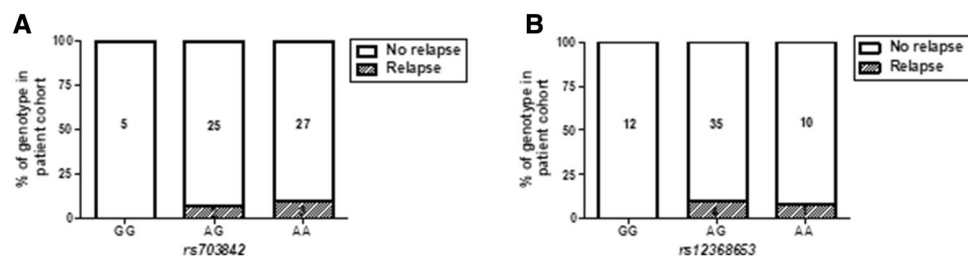 A
% of genotype in
patient cohort
100
75
50
25
0
5
25
27
3
GG
AG
AA
rs703842
No relapse
Relapse
B
% of genotype in
patient cohort
100
75
50
25
0
12
35
10
4
GG
AG
AA
rs12368653
No relapse
Relapse